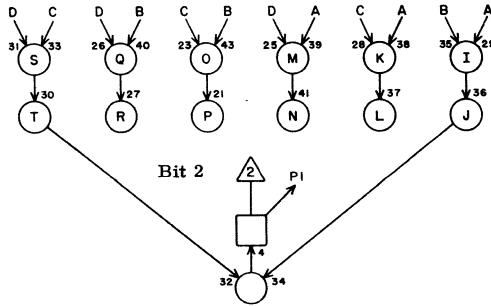 D C D B C B D A C A B A
31 33 26 40 23 43 25 39 28 38 35 29
S Q O M K I
30 27 21 41 37 36
T R P N L J
Bit 2 2 P1
4
32 34